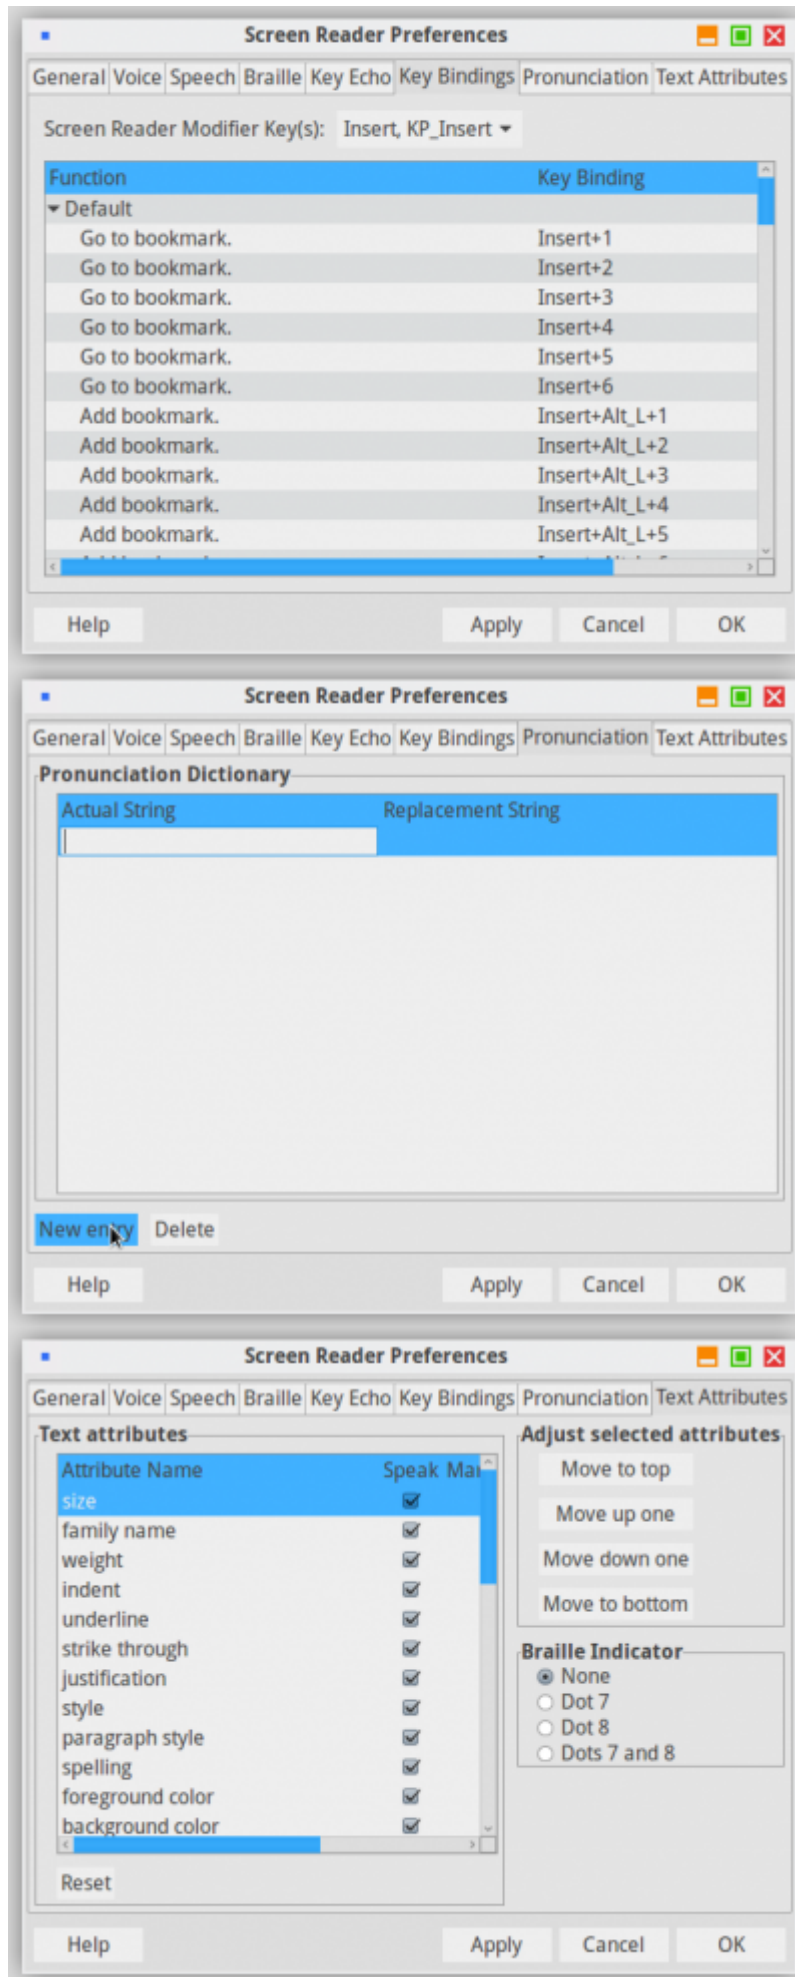 Screen Reader Preferences
General Voice Speech Braille Key Echo Key Bindings Pronunciation Text Attributes
Screen Reader Modifier Key(s): Insert, KP_Insert
Function Key Binding
Default
Go to bookmark. Insert+1
Go to bookmark. Insert+2
Go to bookmark. Insert+3
Go to bookmark. Insert+4
Go to bookmark. Insert+5
Go to bookmark. Insert+6
Add bookmark. Insert+Alt_L+1
Add bookmark. Insert+Alt_L+2
Add bookmark. Insert+Alt_L+3
Add bookmark. Insert+Alt_L+4
Add bookmark. Insert+Alt_L+5
Help Apply Cancel OK
Screen Reader Preferences
General Voice Speech Braille Key Echo Key Bindings Pronunciation Text Attributes
Pronunciation Dictionary
Actual String Replacement String
New entry Delete
Help Apply Cancel OK
Screen Reader Preferences
General Voice Speech Braille Key Echo Key Bindings Pronunciation Text Attributes
Text attributes Adjust selected attributes
Attribute Name Speak Mar Move to top
size
family name Move up one
weight Move down one
indent
underline Move to bottom
strike through Braille Indicator
justification None
style Dot 7
paragraph style Dot 8
spelling Dots 7 and 8
foreground color
background color
Reset
Help Apply Cancel OK